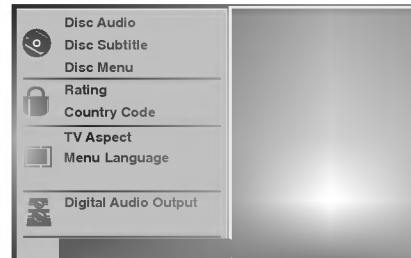 Disc Audio
Disc Subtitle
Disc Menu
Rating
Country Code
TV Aspect
Menu Language
Digital Audio Output